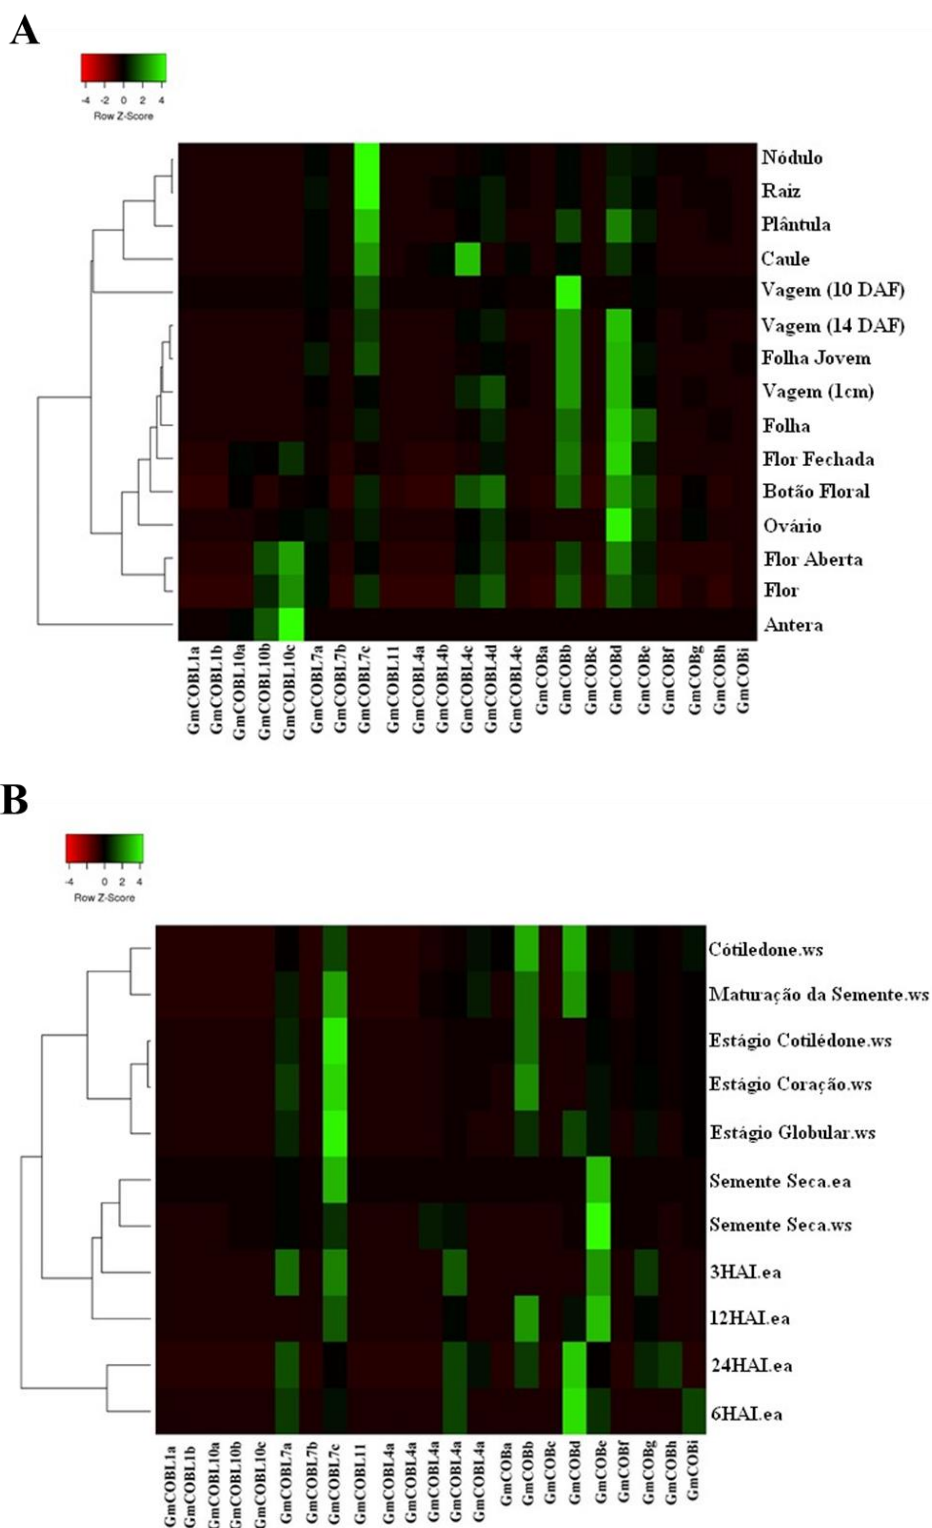 A
-4 -2 0 2 4
Row Z-Score
Nódulo
Raiz
Plântula
Caule
Vagem (10 DAF)
Vagem (14 DAF)
Folha Jovem
Vagem (1cm)
Folha
Flor Fechada
Botão Floral
Ovário
Flor Aberta
Flor
Antera
GmCOBL1a
GmCOBL1b
GmCOBL10a
GmCOBL10b
GmCOBL10c
GmCOBL7a
GmCOBL7b
GmCOBL7c
GmCOBL11
GmCOBL4a
GmCOBL4b
GmCOBL4c
GmCOBL4d
GmCOBL4e
GmCOBa
GmCOBb
GmCOBc
GmCOBd
GmCOBe
GmCOBf
GmCOBg
GmCOBh
GmCOBi
B
-4 0 2 4
Row Z-Score
Cótiledone.ws
Maturação da Semente.ws
Estágio Cotilédone.ws
Estágio Coração.ws
Estágio Globular.ws
Semente Seca.ea
Semente Seca.ws
3HAI.ea
12HAI.ea
24HAI.ea
6HAI.ea
GmCOBL1a
GmCOBL1b
GmCOBL10a
GmCOBL10b
GmCOBL10c
GmCOBL7a
GmCOBL7b
GmCOBL7c
GmCOBL11
GmCOBL4a
GmCOBL4a
GmCOBL4a
GmCOBL4a
GmCOBL4a
GmCOBa
GmCOBb
GmCOBc
GmCOBd
GmCOBe
GmCOBf
GmCOBg
GmCOBh
GmCOBi